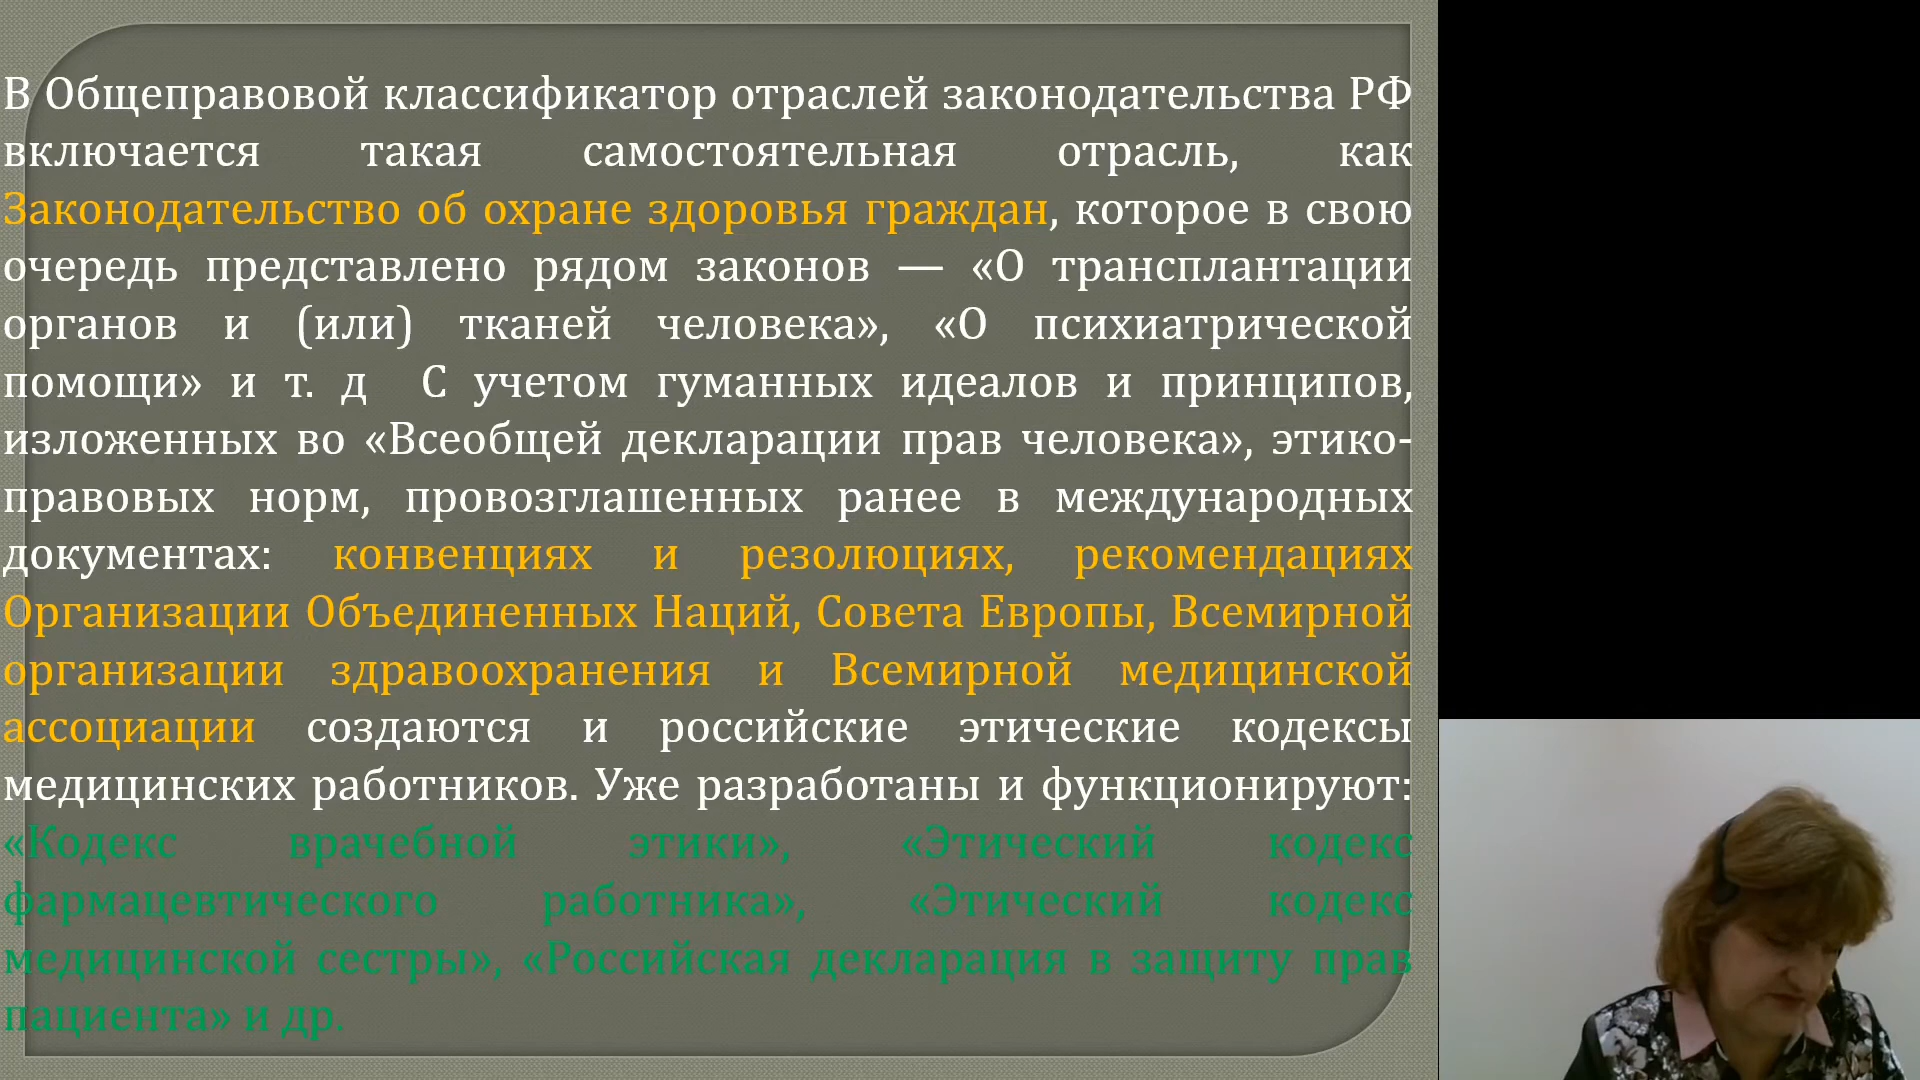 В Общеправовой классификатор отраслей законодательства РФ
включается такая самостоятельная отрасль, как
Законодательство об охране здоровья граждан, которое в свою
очередь представлено рядом законов — «О трансплантации
органов и (или) тканей человека», «О психиатрической
помощи» и т. д С учетом гуманных идеалов и принципов,
изложенных во «Всеобщей декларации прав человека», этико-
правовых норм, провозглашенных ранее в международных
документах: конвенциях и резолюциях, рекомендациях
Организации Объединенных Наций, Совета Европы, Всемирной
организации здравоохранения и Всемирной медицинской
ассоциации создаются и российские этические кодексы
медицинских работников. Уже разработаны и функционируют:
«Кодекс врачебной этики», «Этический кодекс
фармацевтического работника», «Этический кодекс
медицинской сестры», «Российская декларация в защиту прав
пациента» и др.